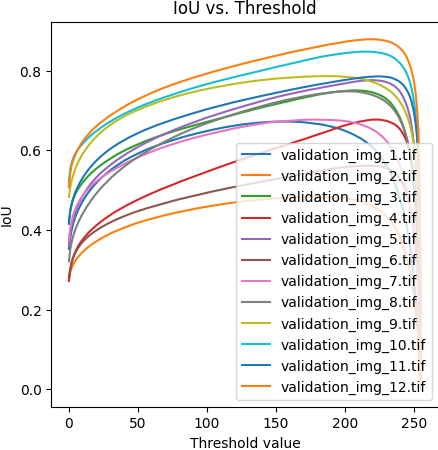 IoU vs. Threshold
IoU
0.8
0.6
0.4
0.2
0.0
validation_img_1.tif
validation_img_2.tif
validation_img_3.tif
validation_img_4.tif
validation_img_5.tif
validation_img_6.tif
validation_img_7.tif
validation_img_8.tif
validation_img_9.tif
validation_img_10.tif
validation_img_11.tif
validation_img_12.tif
0 50 100 150 200 250
Threshold value